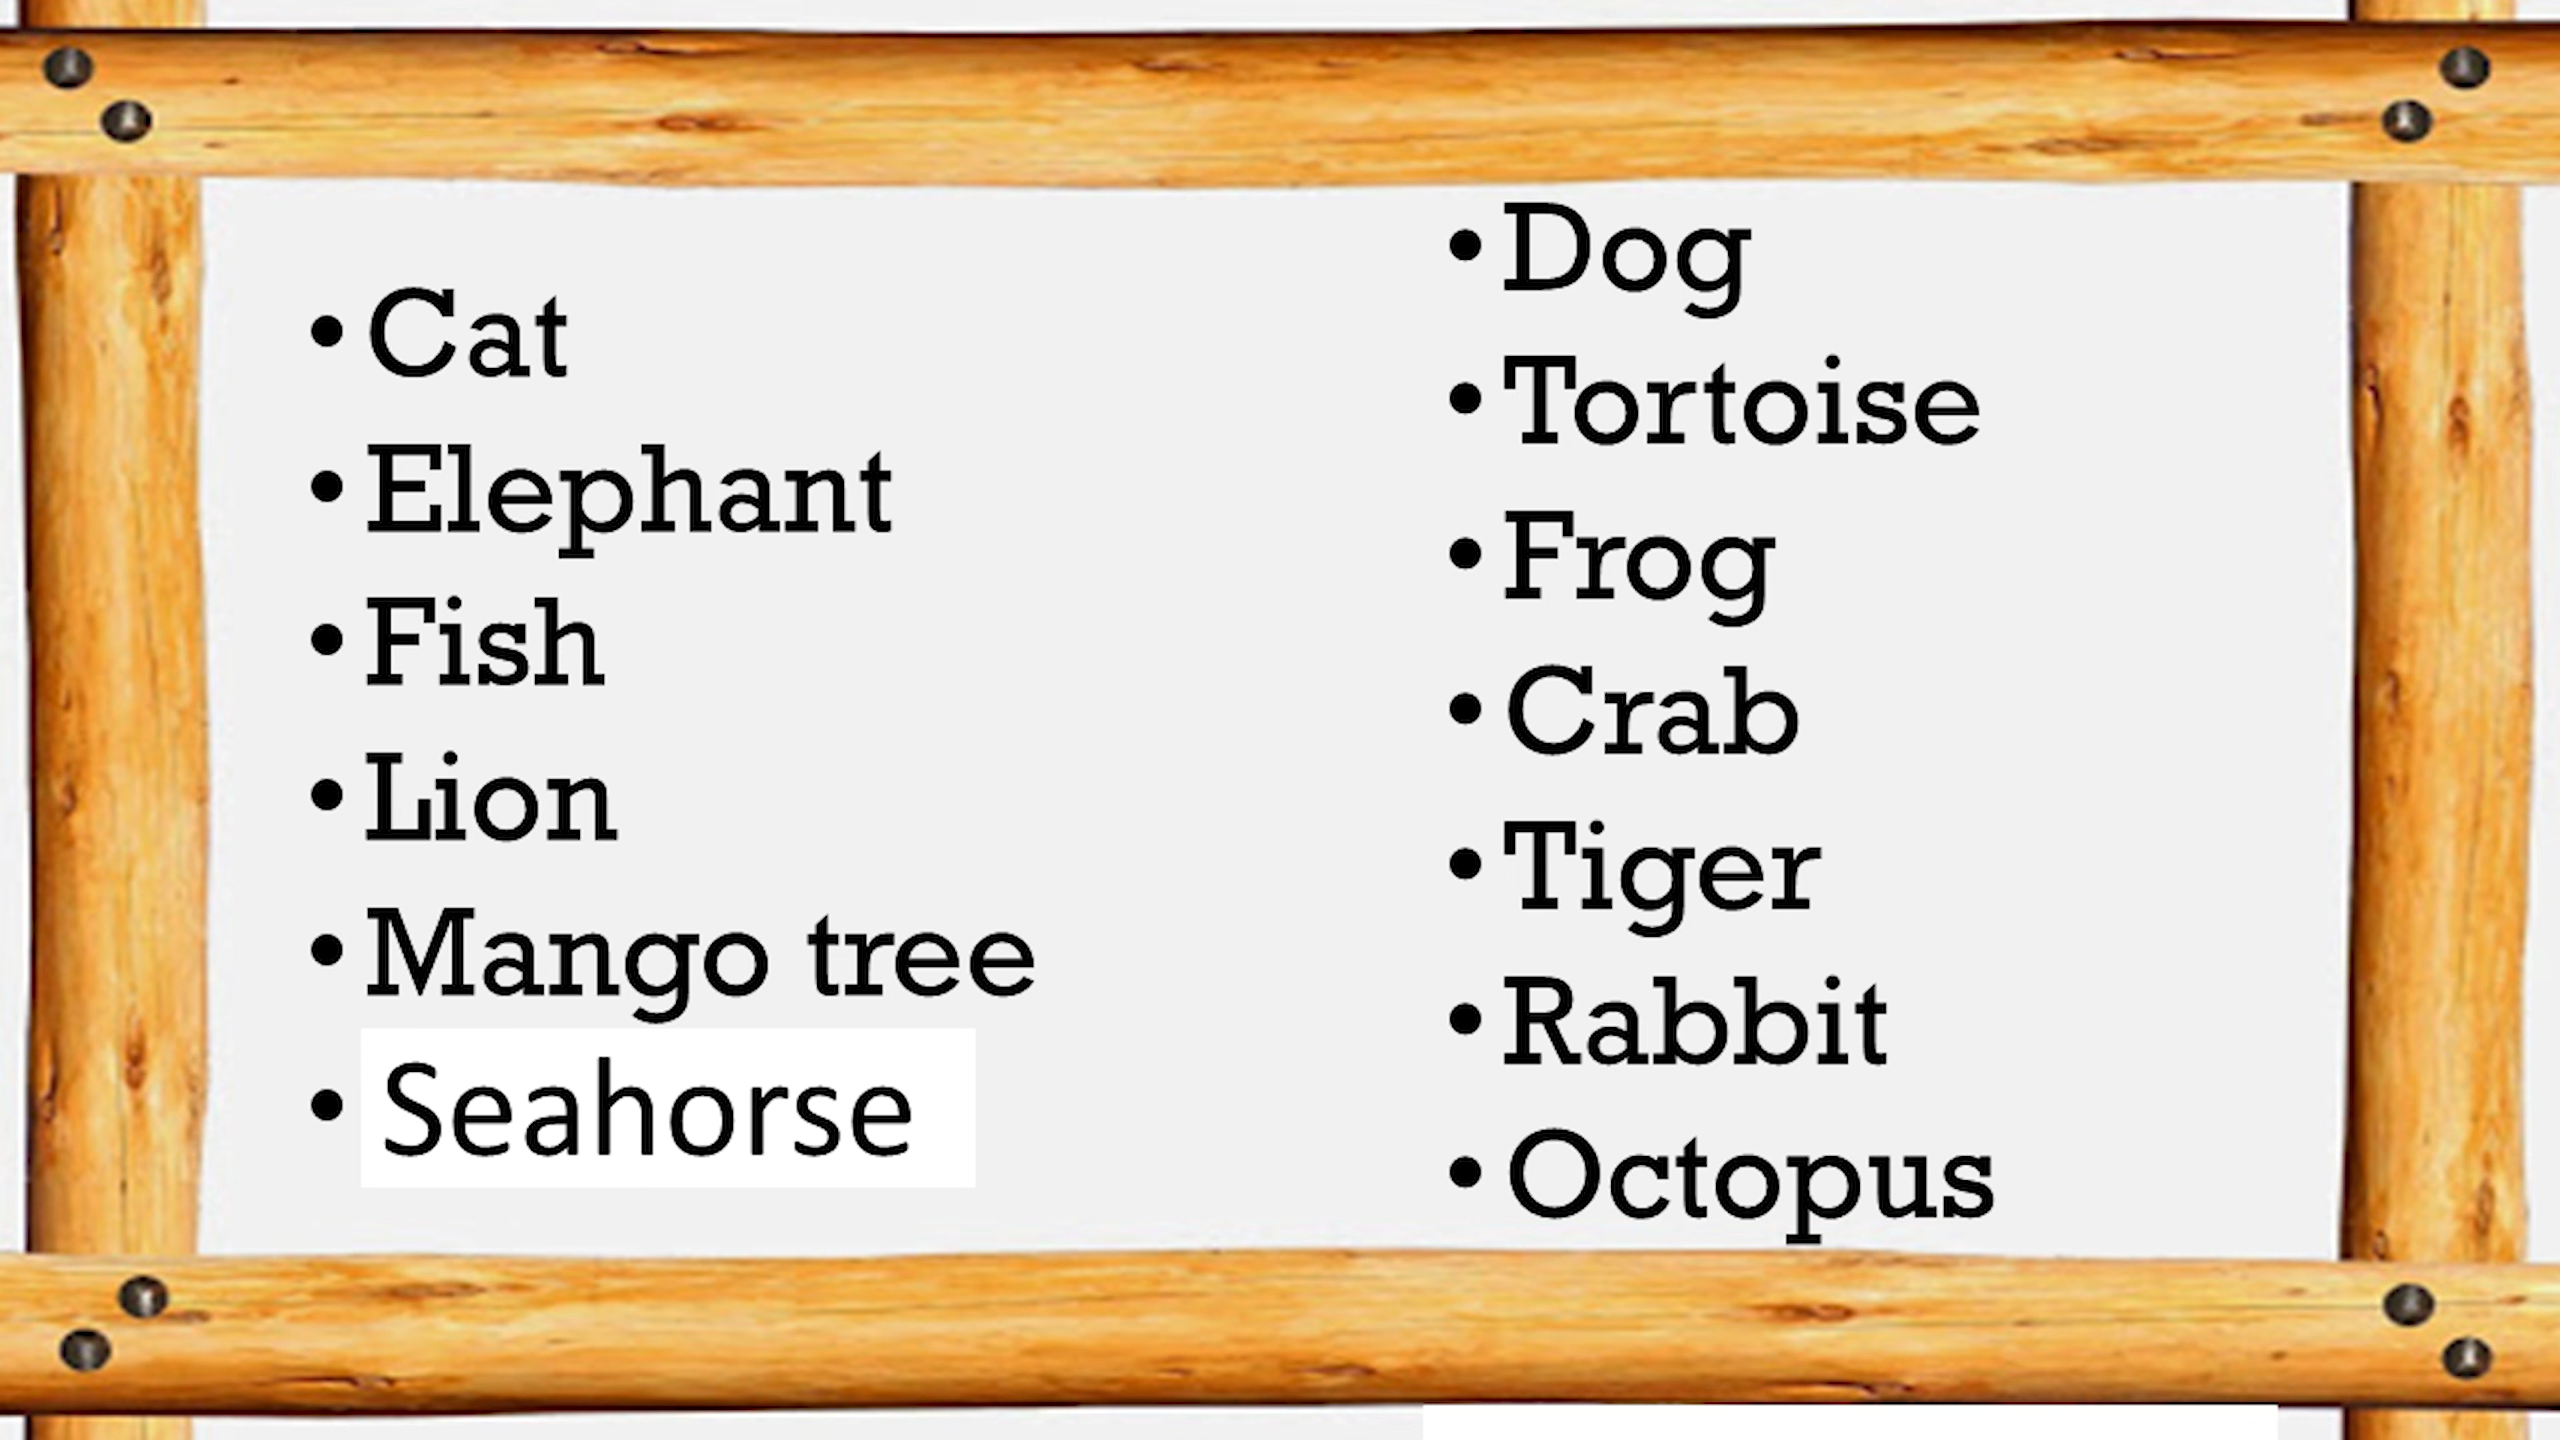 • Cat
• Elephant
• Fish
• Lion
• Mango tree
• Seahorse
• Dog
• Tortoise
• Frog
• Crab
• Tiger
• Rabbit
• Octopus